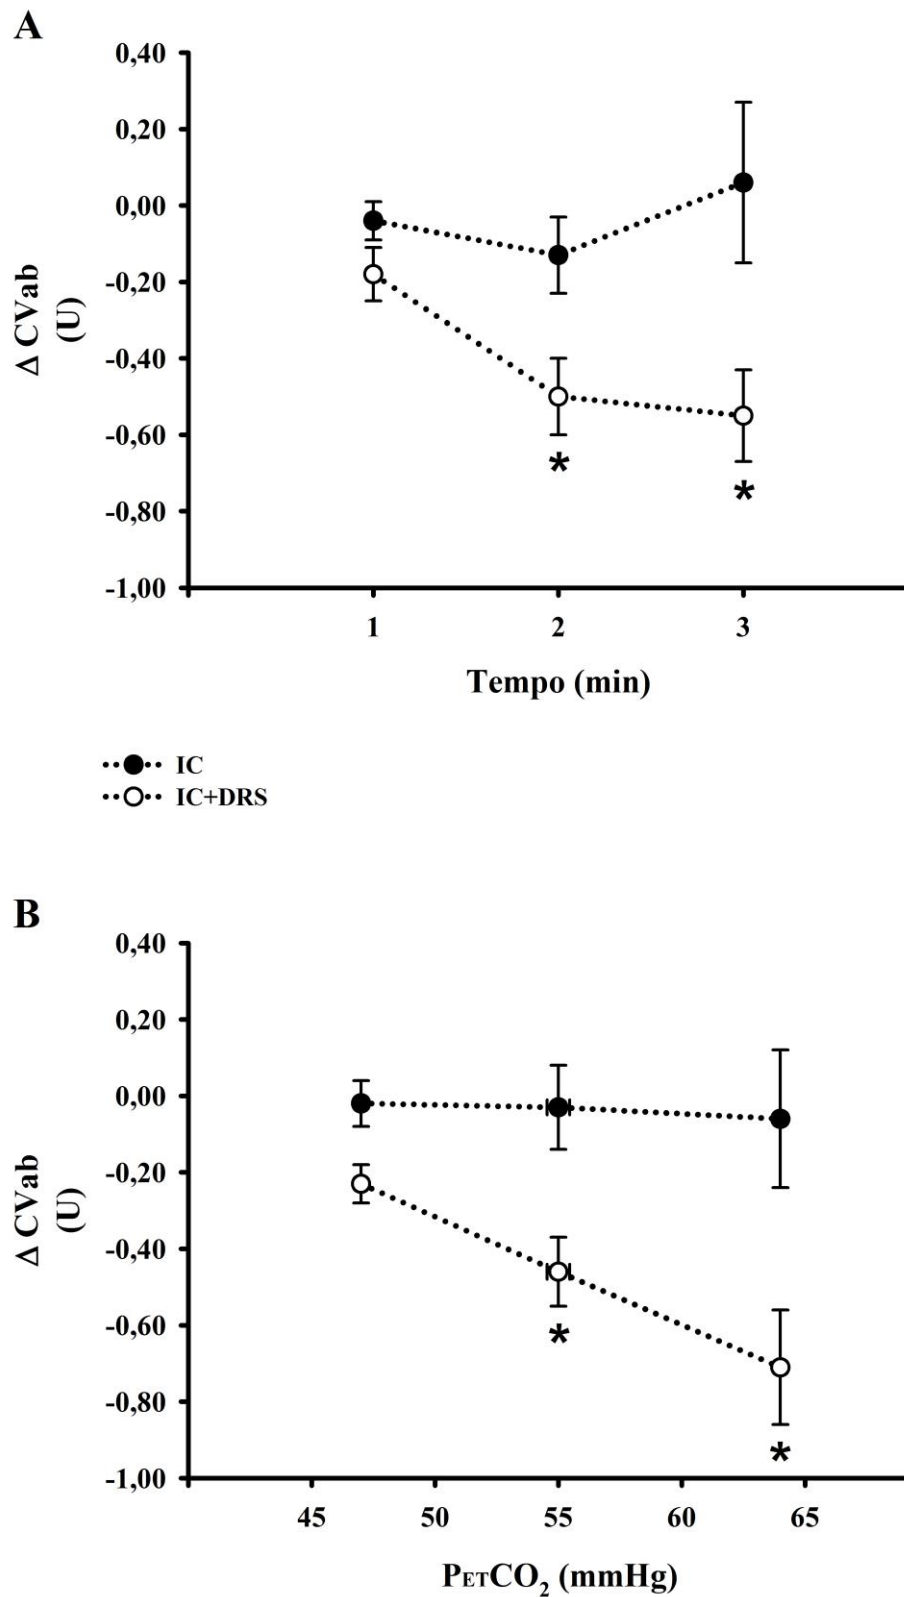 A
0,40
0,20
0,00
-0,20
-0,40
-0,60
-0,80
-1,00
Δ CVab
(U)
*
*
1 2 3
Tempo (min)
IC
IC+DRS
B
0,40
0,20
0,00
-0,20
-0,40
-0,60
-0,80
-1,00
Δ CVab
(U)
*
*
45 50 55 60 65
PETCO2 (mmHg)